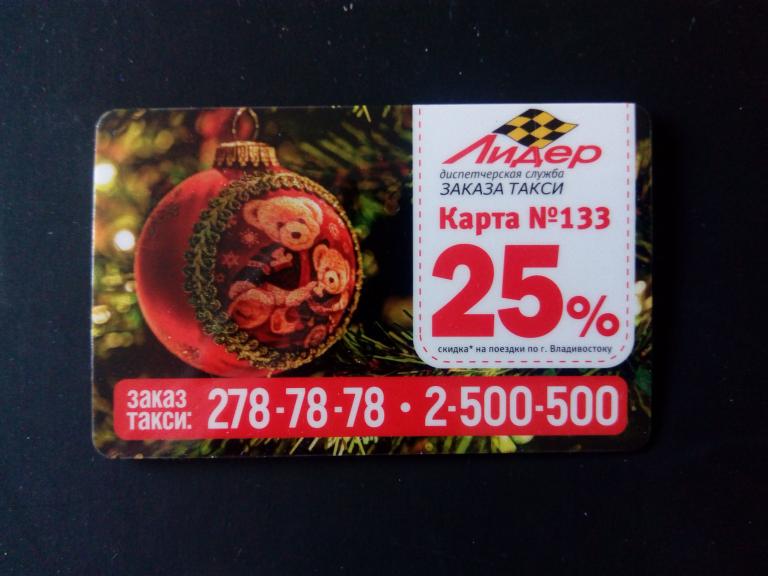 Лидер
диспетчерская служба
ЗАКАЗА ТАКСИ
Карта №133
25%
скидка* на поездки по г. Владивостоку
заказ
такси: 278-78-78 • 2-500-500